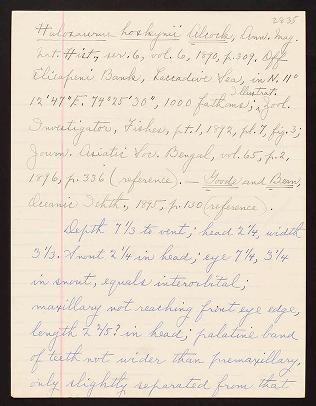 2835
Halosaurus hoskynii Alcock, Ann. Mag.
Nat. Hist., ser. 6, vol. 6, 1890, p. 309. Off
Elicapini Bank, Laccadive Sea, in N. 11°
12'47" E. 74°25'30", 1000 fathoms; Illustrat. Zool.
Investigator, Fishes, pt. 1, 1892, pl. 7, fig. 3;
Journ. Asiatic Soc. Bengal, vol. 65, p. 2,
1896, p. 336 (reference). — Goode and Bean,
Oceanic Ichth., 1895, p. 130 (reference).
Depth 7 1/3 to vent; head 2 1/4, width
3 1/3. Snout 2 1/4 in head; eye 7 1/4, 3 1/4
in snout, equals interorbital;
maxillary not reaching front eye edge,
length 2 4/5? in head; palatine band
of teeth not wider than premaxillary,
only slightly separated from that